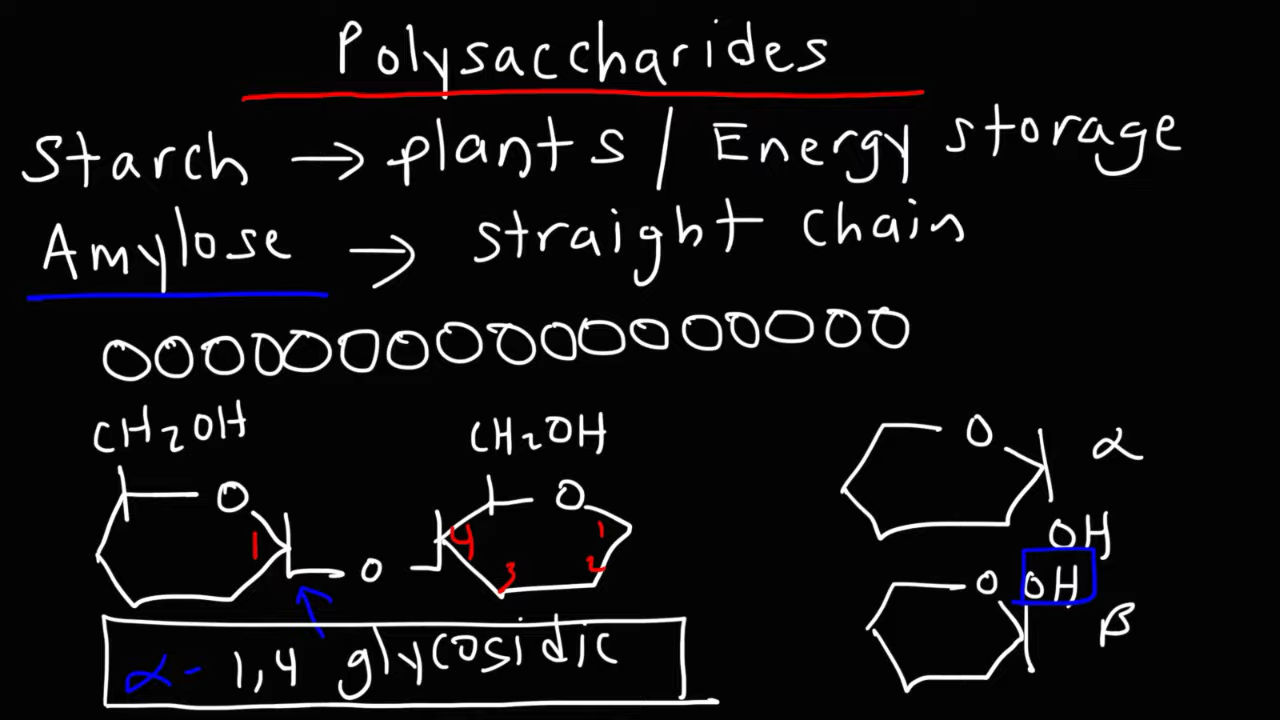 Polysaccharides
Starch → plants / Energy storage
Amylose → straight chain
CH2OH
CH2OH
O
O
O
α
1
4
1
O
3
2
OH
O
OH
β
α- 1,4 glycosidic